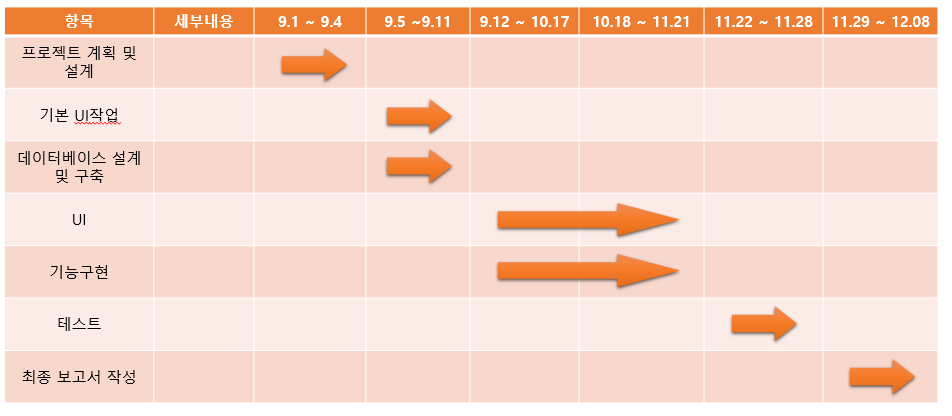 항목 세부내용 9.1 ~ 9.4 9.5 ~9.11 9.12 ~ 10.17 10.18 ~ 11.21 11.22 ~ 11.28 11.29 ~ 12.08
프로젝트 계획 및
설계
기본 UI작업
데이터베이스 설계
및 구축
UI
기능구현
테스트
최종 보고서 작성